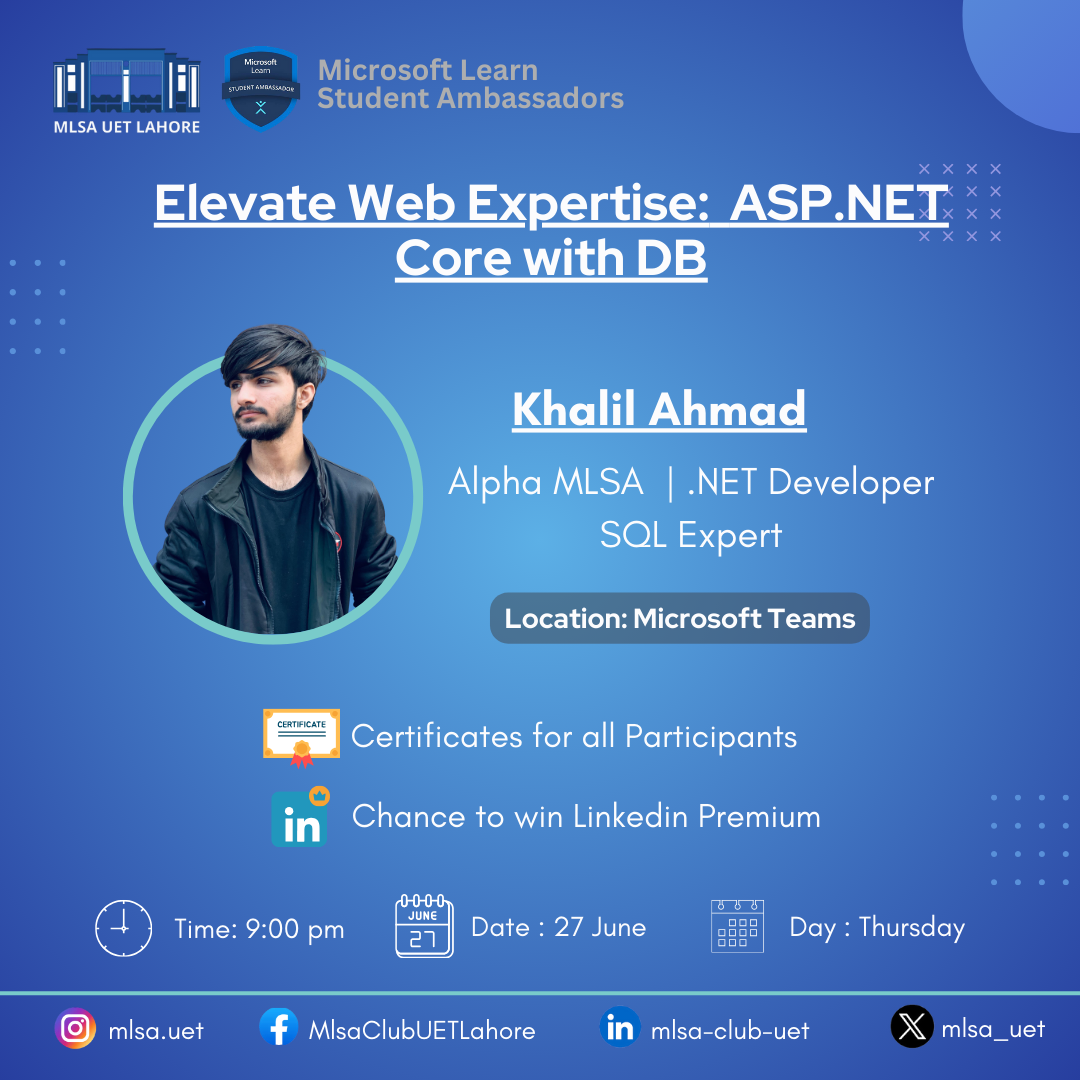 MLSA UET LAHORE
Microsoft
Learn
STUDENT AMBASSADOR
Microsoft Learn
Student Ambassadors
Elevate Web Expertise: ASP.NET
Core with DB
Khalil Ahmad
Alpha MLSA | .NET Developer
SQL Expert
Location: Microsoft Teams
CERTIFICATE
Certificates for all Participants
in
Chance to win Linkedin Premium
Time: 9:00 pm
JUNE
27
Date : 27 June
Day : Thursday
mlsa.uet
MlsaClubUETLahore
in
mlsa-club-uet
mlsa_uet